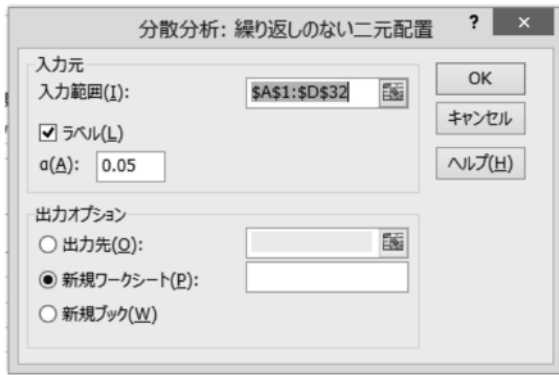 分散分析: 繰り返しのない二元配置
? ×
入力元
入力範囲(I):
$A$1:$D$32
ラベル(L)
α(A):
0.05
OK
キャンセル
ヘルプ(H)
出力オプション
出力先(O):
新規ワークシート(P):
新規ブック(W)